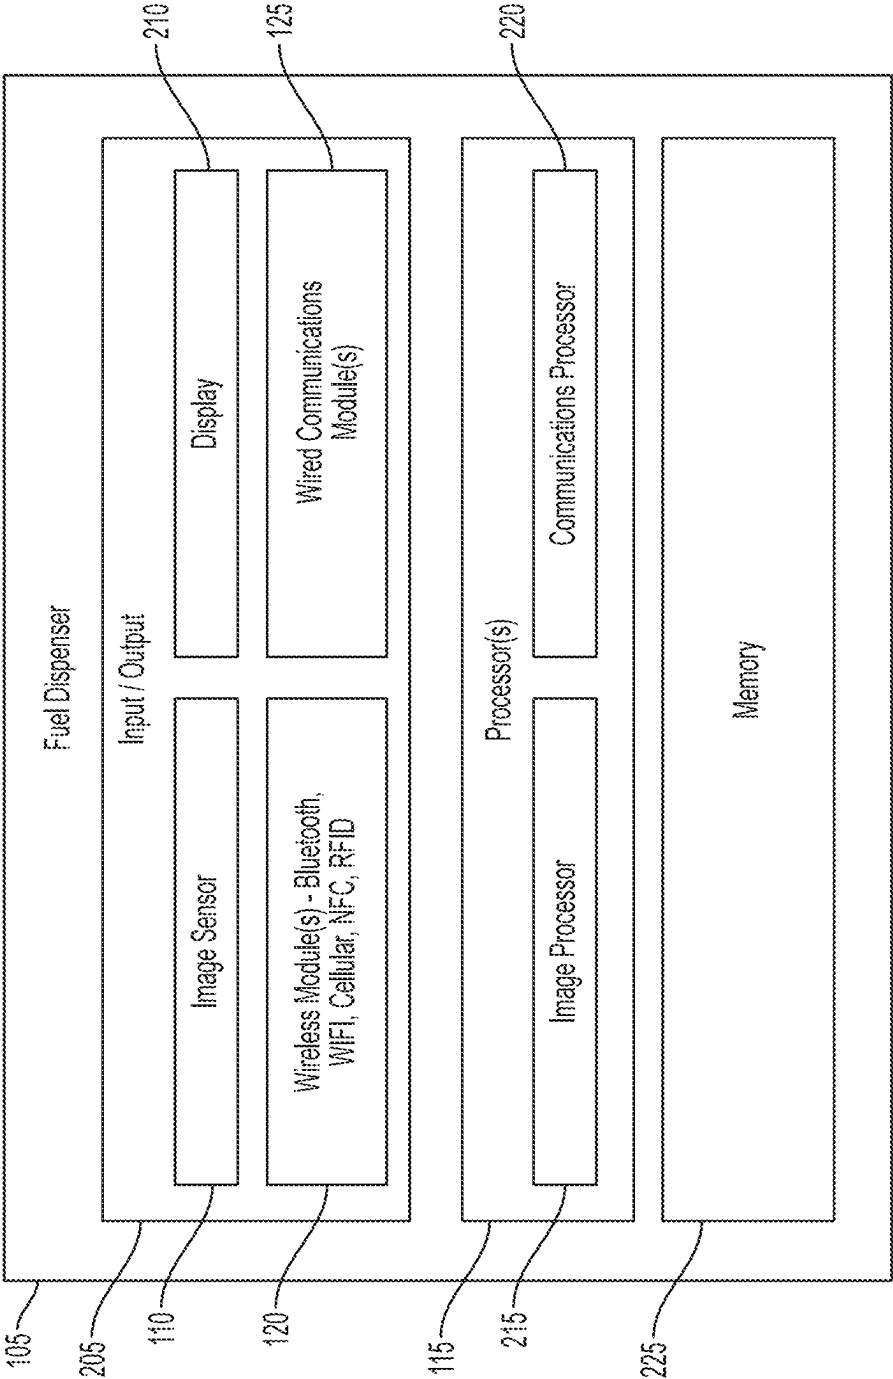 Fuel Dispenser
Input / Output
Image Sensor
Display
Wireless Module(s) - Bluetooth,
WIFI, Cellular, NFC, RFID
Wired Communications
Module(s)
Processor(s)
Image Processor
Communications Processor
Memory
105
205
110
120
115
215
225
210
125
220